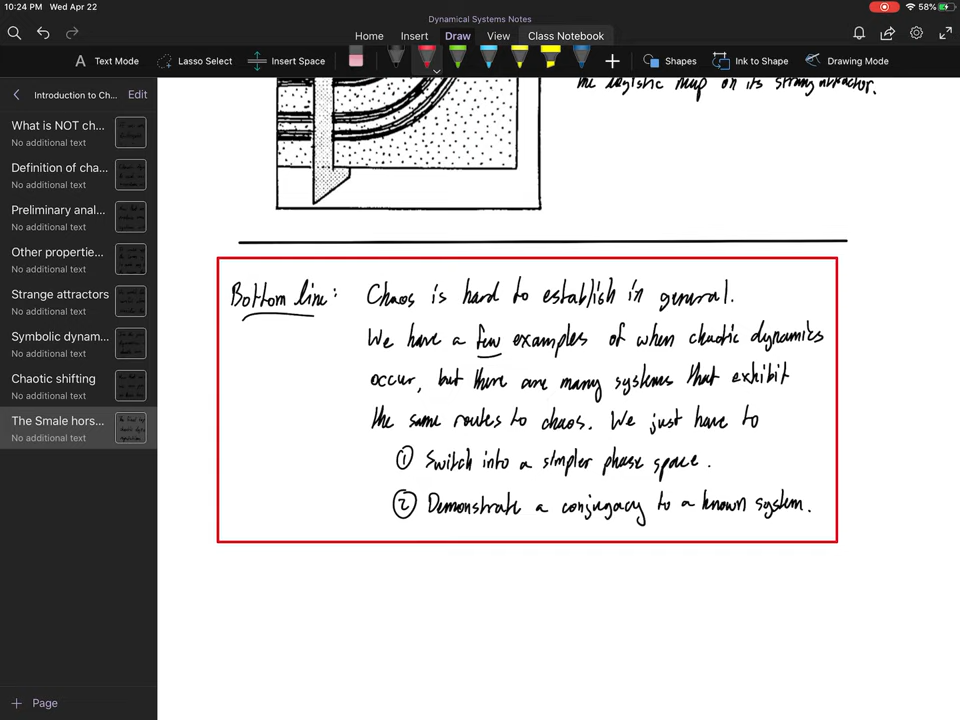 10:24 PM Wed Apr 22
58%
Dynamical Systems Notes
Home Insert Draw View Class Notebook
Text Mode Lasso Select Insert Space Shapes Ink to Shape Drawing Mode
Introduction to Ch... Edit
What is NOT ch...
No additional text
Definition of cha...
No additional text
Preliminary anal...
No additional text
Other propertie...
No additional text
Strange attractors
No additional text
Symbolic dynam...
No additional text
Chaotic shifting
No additional text
The Smale hors...
No additional text
Page
the logistic map on its strange attractor.
Bottom line: Chaos is hard to establish in general.
We have a few examples of when chaotic dynamics
occur, but there are many systems that exhibit
the same routes to chaos. We just have to
① Switch into a simpler phase space.
② Demonstrate a conjugacy to a known system.